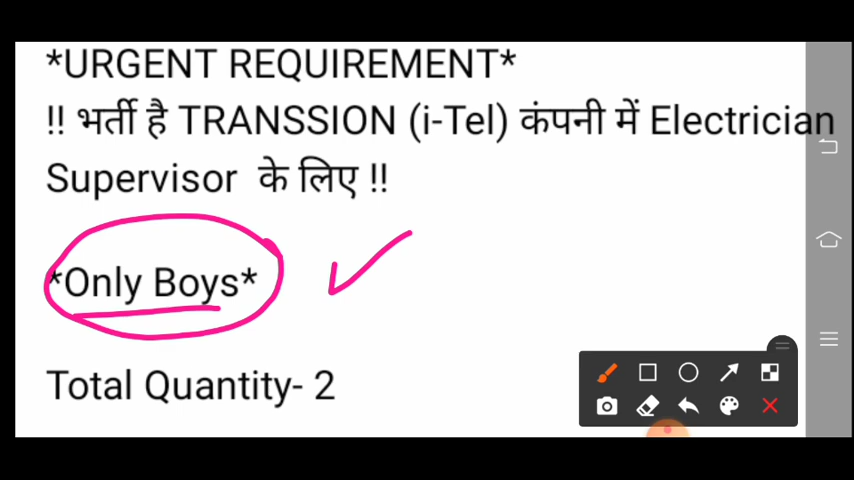 *URGENT REQUIREMENT*
!! भर्ती है TRANSSION (i-Tel) कंपनी में Electrician
Supervisor के लिए !!
*Only Boys*
Total Quantity- 2